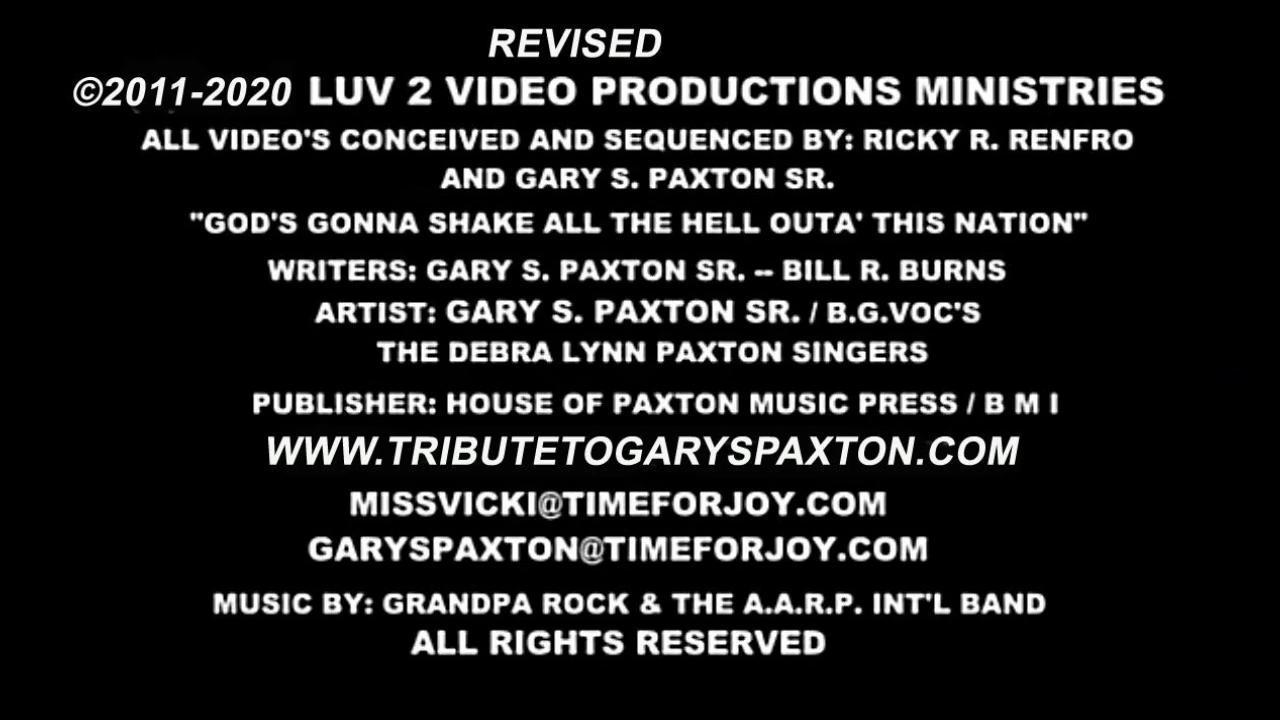 REVISED
©2011-2020 LUV 2 VIDEO PRODUCTIONS MINISTRIES
ALL VIDEO'S CONCEIVED AND SEQUENCED BY: RICKY R. RENFRO
AND GARY S. PAXTON SR.
"GOD'S GONNA SHAKE ALL THE HELL OUTA' THIS NATION"
WRITERS: GARY S. PAXTON SR. -- BILL R. BURNS
ARTIST: GARY S. PAXTON SR. / B.G.VOC'S
THE DEBRA LYNN PAXTON SINGERS
PUBLISHER: HOUSE OF PAXTON MUSIC PRESS / B M I
WWW.TRIBUTETOGARYSPAXTON.COM
MISSVICKI@TIMEFORJOY.COM
GARYSPAXTON@TIMEFORJOY.COM
MUSIC BY: GRANDPA ROCK & THE A.A.R.P. INT'L BAND
ALL RIGHTS RESERVED